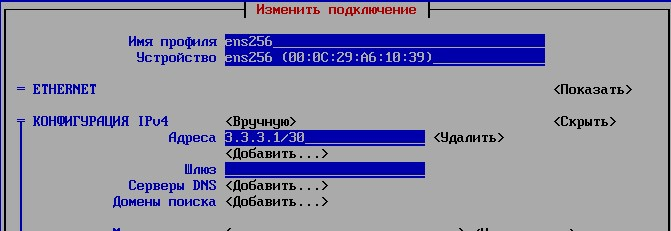 Изменить подключение
Имя профиля ens256
Устройство ens256 (00:0C:29:A6:10:39)
= ETHERNET <Показать>
КОНФИГУРАЦИЯ IPv4 <Вручную> <Скрыть>
Адреса 3.3.3.1/30 <Удалить>
<Добавить...>
Шлюз
Серверы DNS <Добавить...>
Домены поиска <Добавить...>